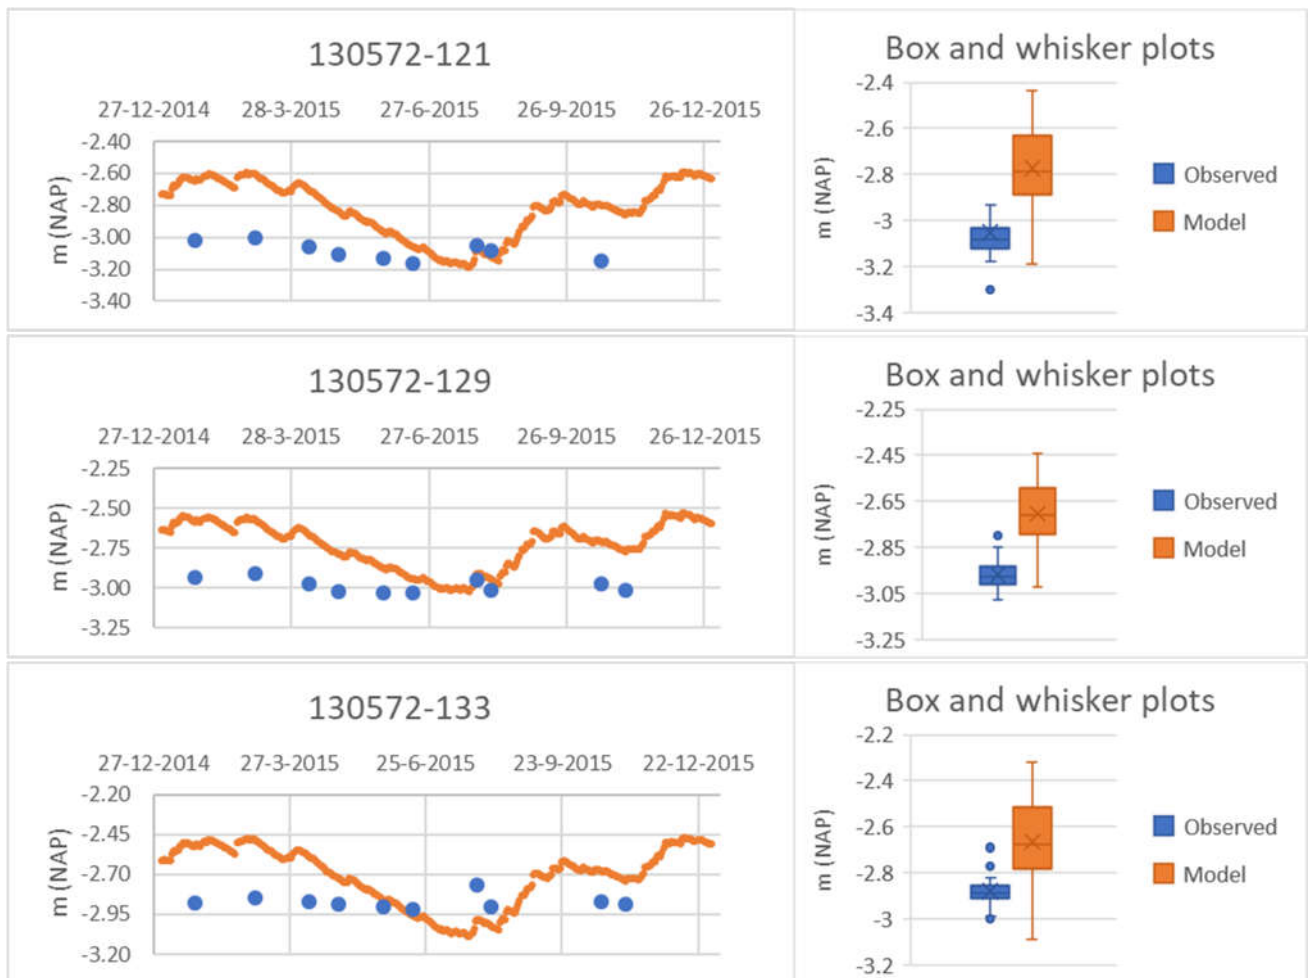 130572-121
27-12-2014 28-3-2015 27-6-2015 26-9-2015 26-12-2015
-2.40
-2.60
-2.80
-3.00
-3.20
-3.40
m (NAP)
Box and whisker plots
-2.4
-2.6
-2.8
-3
-3.2
-3.4
m (NAP)
Observed
Model
130572-129
27-12-2014 28-3-2015 27-6-2015 26-9-2015 26-12-2015
-2.25
-2.50
-2.75
-3.00
-3.25
m (NAP)
Box and whisker plots
-2.25
-2.45
-2.65
-2.85
-3.05
-3.25
m (NAP)
Observed
Model
130572-133
27-12-2014 27-3-2015 25-6-2015 23-9-2015 22-12-2015
-2.20
-2.45
-2.70
-2.95
-3.20
m (NAP)
Box and whisker plots
-2.2
-2.4
-2.6
-2.8
-3
-3.2
m (NAP)
Observed
Model